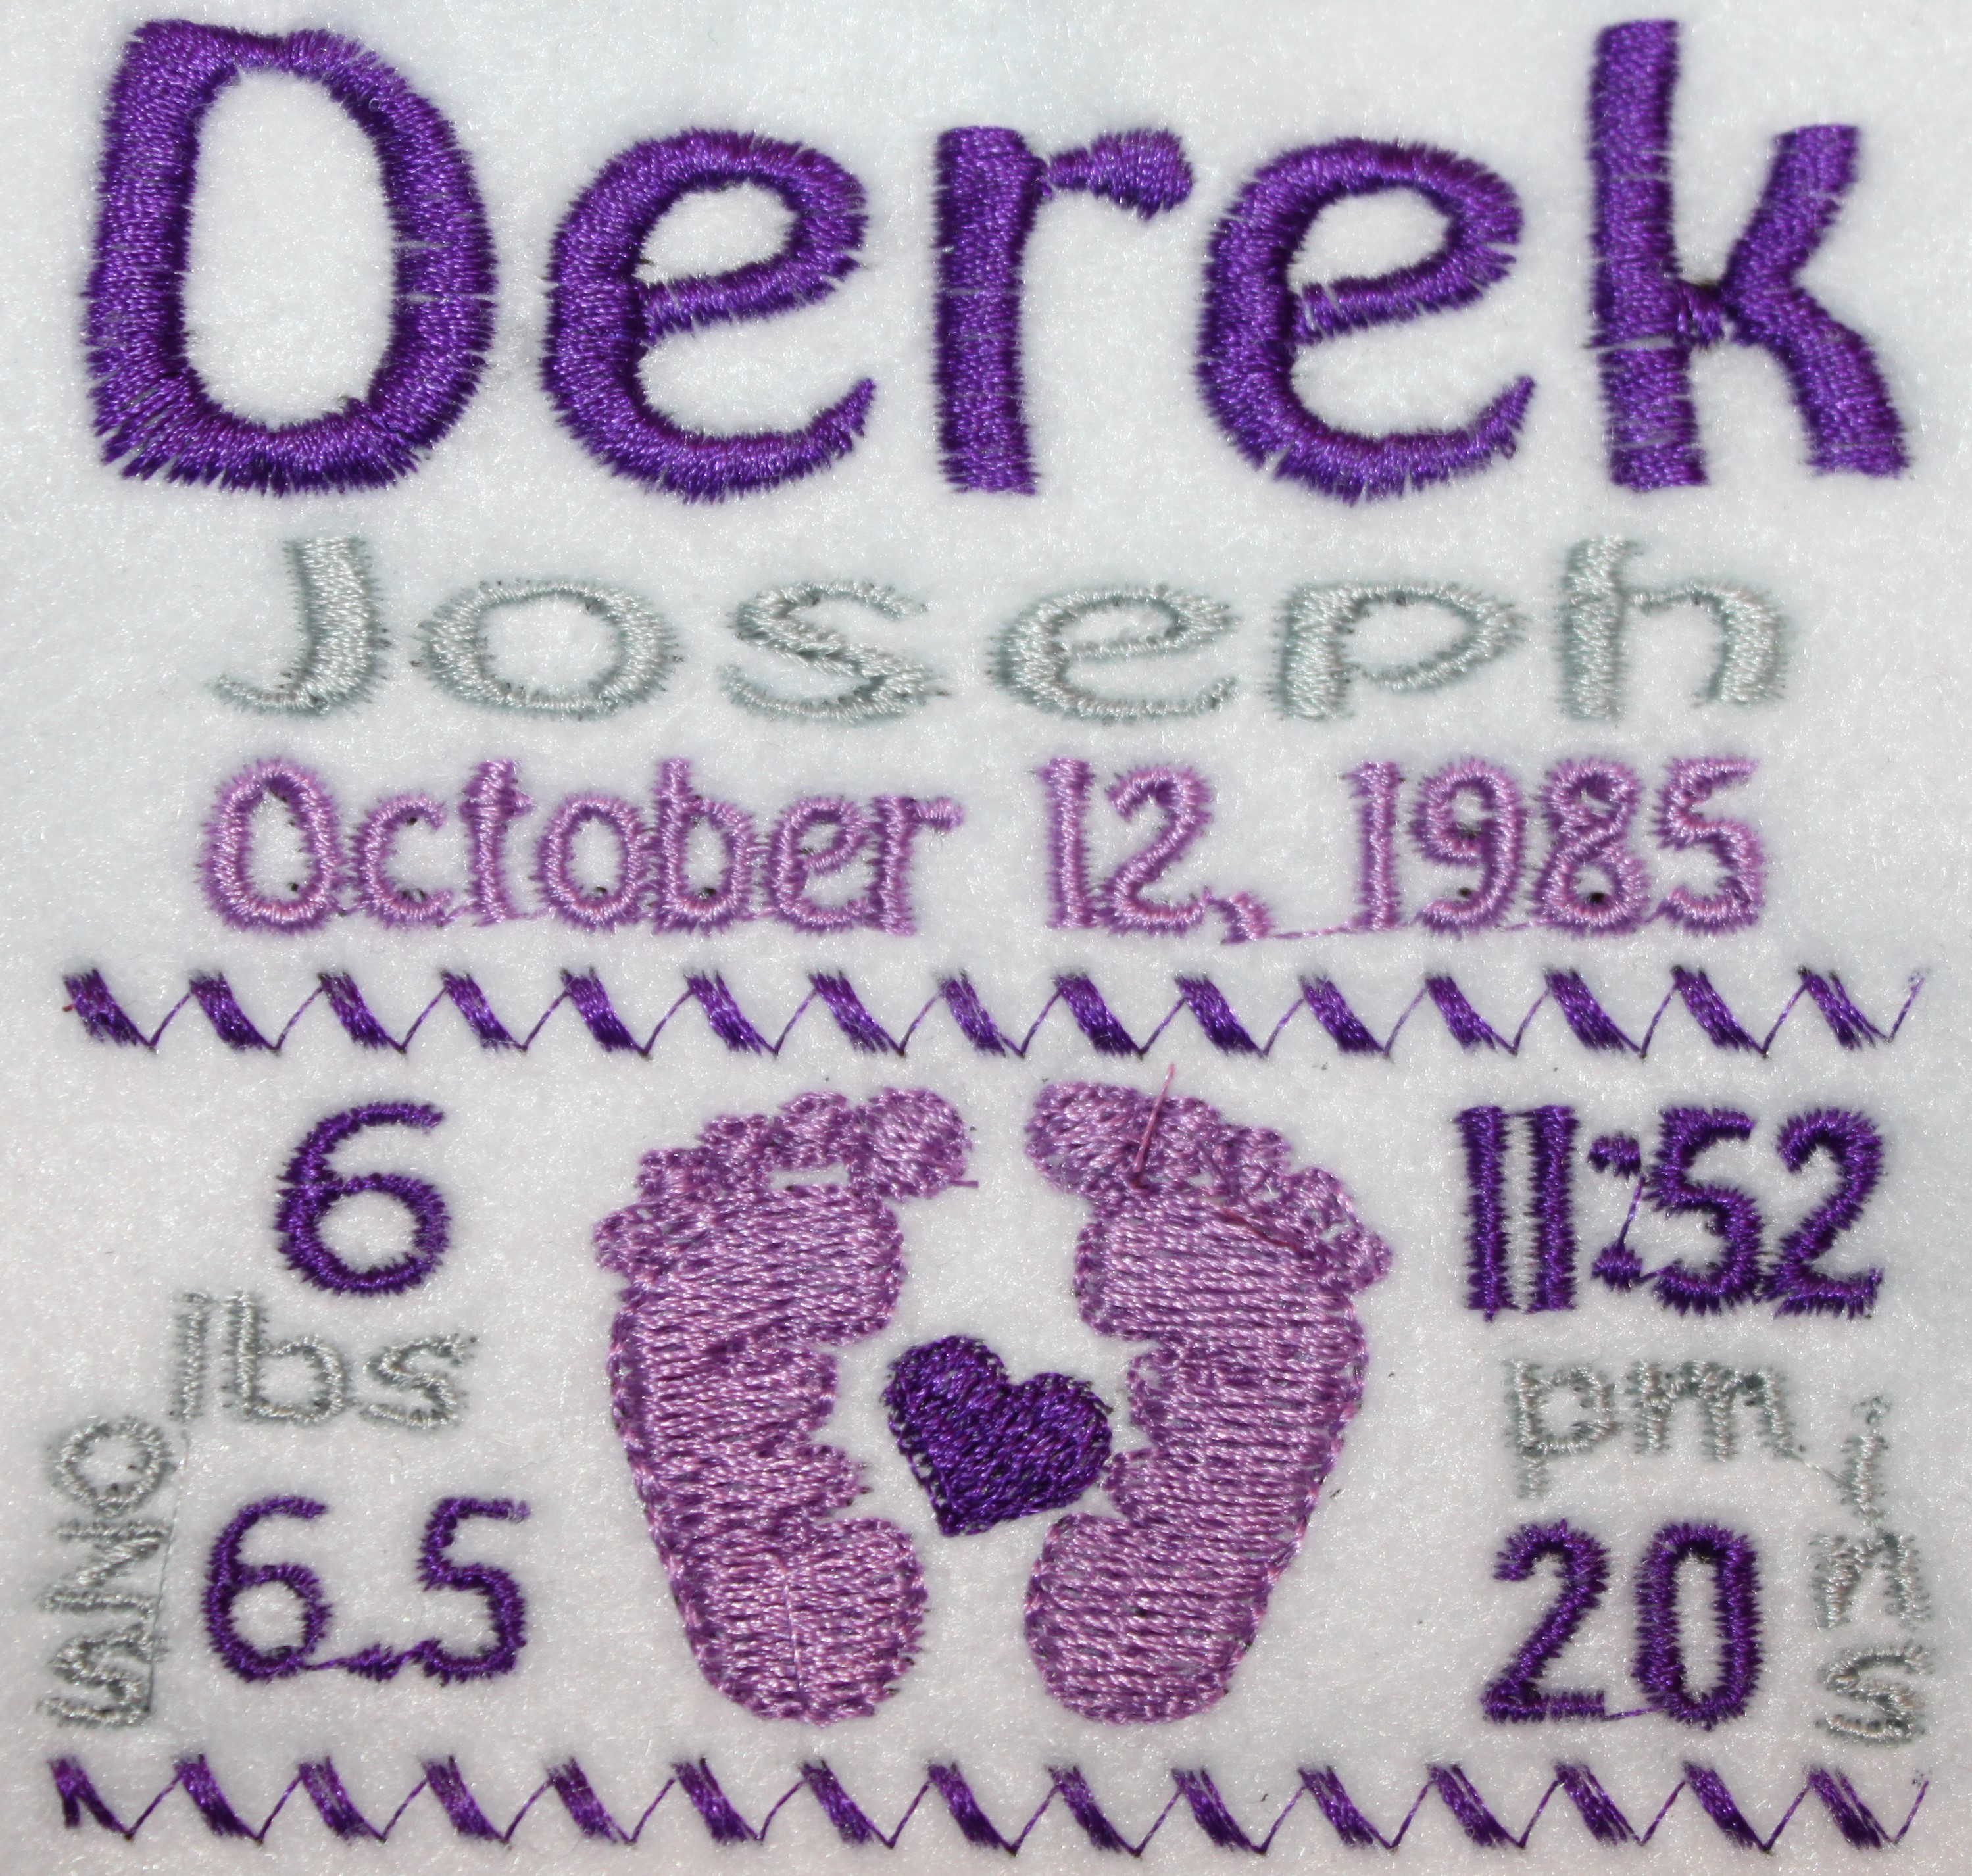 Derek
Joseph
October 12, 1985
6
lbs
6.5
ozs
11:52
pm
20
ins